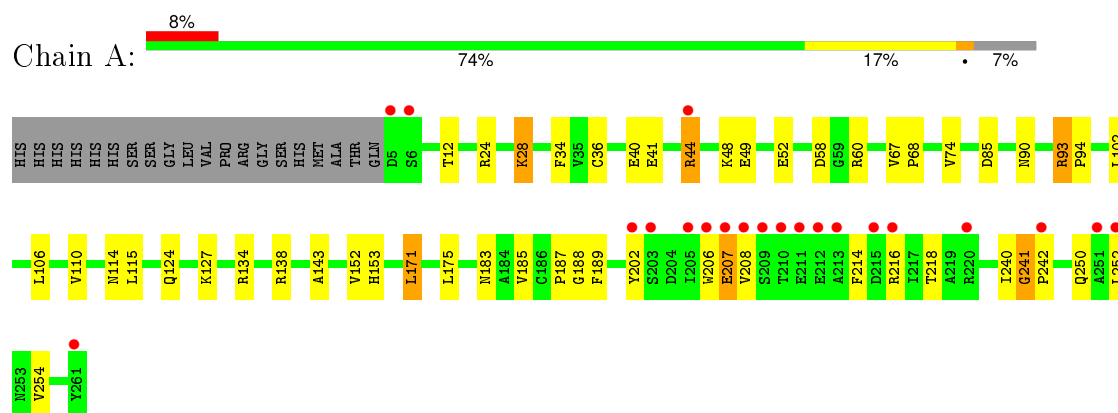 8%
Chain A:
74% 17% • 7%
HIS HIS HIS HIS HIS HIS SER SER GLY LEU VAL PRO ARG GLY SER HIS MET ALA THR GLN D5 S6 T12 R24 K28 F34 V35 C36 E40 E41 R44 K48 E49 E52 D58 G59 R60 V67 P68 V74 D85 N90 R93 P94
L106 V110 N114 L115 Q124 K127 R134 R138 A143 V152 H153 L171 L175 N183 A184 V185 C186 P187 G188 F189 Y202 S203 D204 I205 W206 E207 V208 S209 T210 E211 E212 A213 F214 D215 R216 I217 T218 A219 R220 I240 G241 P242 Q250 A251
N253 V254 Y261